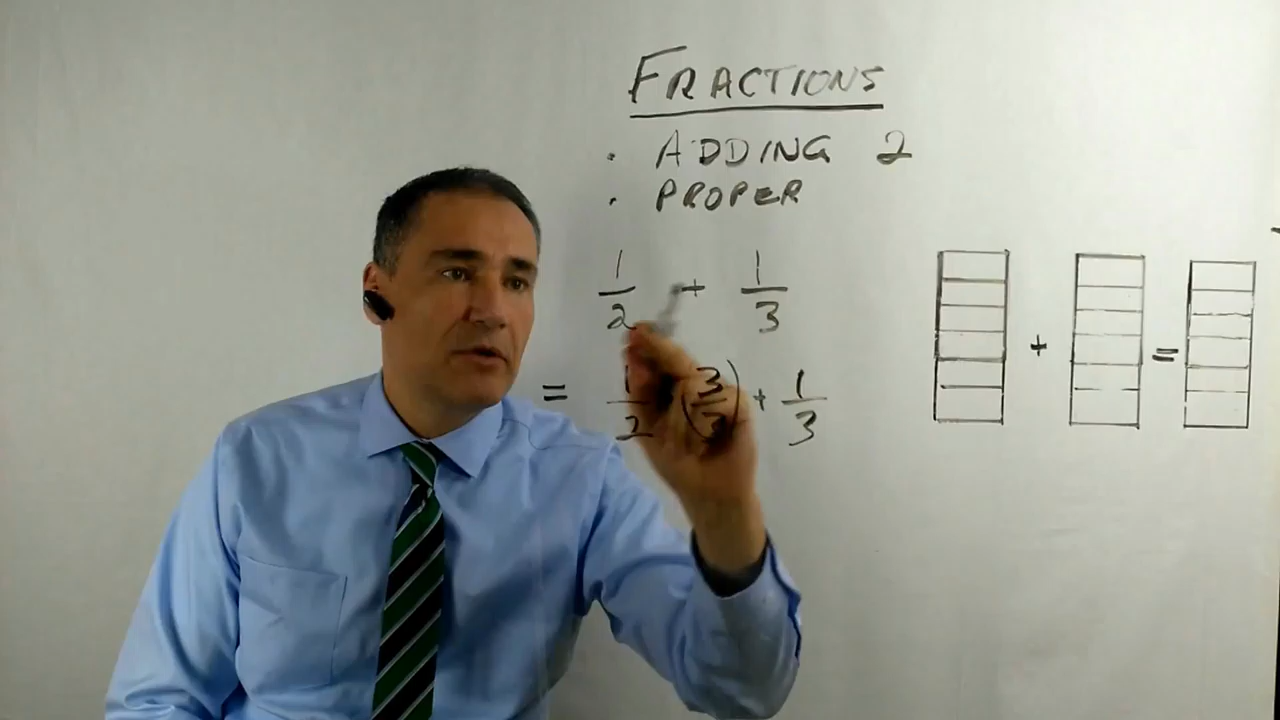 FRACTIONS
· ADDING 2
· PROPER
1/2 + 1/3
= 1/2 (3/3) + 1/3
+ =